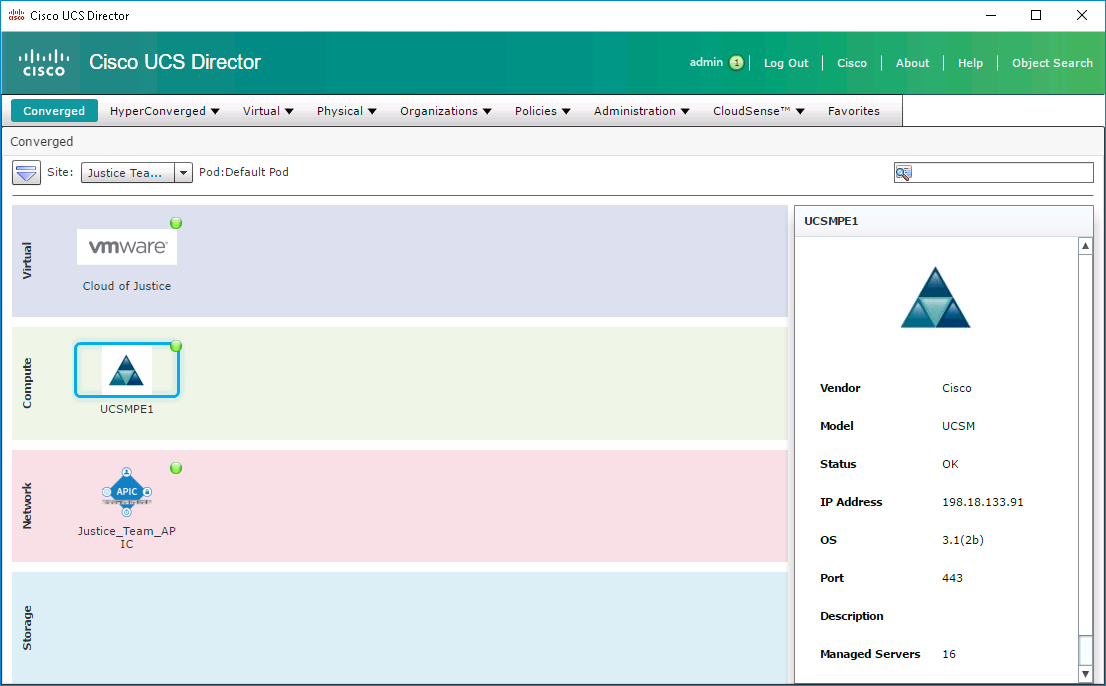 Cisco UCS Director
CISCO
Cisco UCS Director
admin 1 Log Out Cisco About Help Object Search
Converged HyperConverged Virtual Physical Organizations Policies Administration CloudSense™ Favorites
Converged
Site: Justice Tea... Pod:Default Pod
Virtual
vmware
Cloud of Justice
Compute
UCSMPE1
Network
APIC
Justice_Team_AP
IC
Storage
UCSMPE1
Vendor Cisco
Model UCSM
Status OK
IP Address 198.18.133.91
OS 3.1(2b)
Port 443
Description
Managed Servers 16